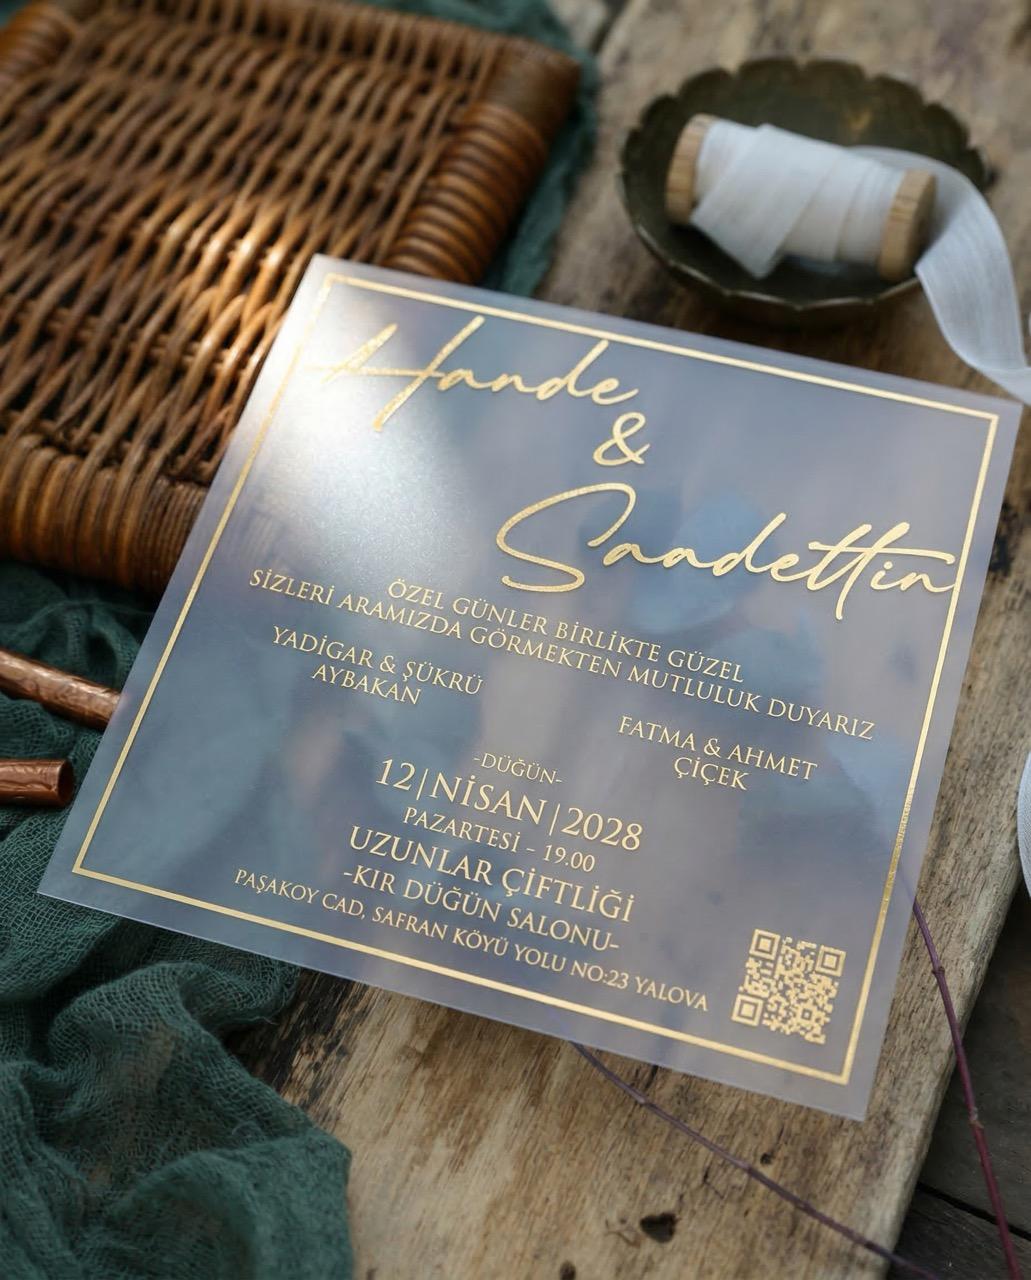 Hande
&
Saadettin
ÖZEL GÜNLER BİRLİKTE GÜZEL
SİZLERİ ARAMIZDA GÖRMEKTEN MUTLULUK DUYARIZ
YADİGAR & ŞÜKRÜ
AYBAKAN
FATMA & AHMET
ÇİÇEK
-DÜĞÜN-
12|NİSAN|2028
PAZARTESİ - 19.00
UZUNLAR ÇİFTLİĞİ
-KIR DÜĞÜN SALONU-
PAŞAKOY CAD, SAFRAN KÖYÜ YOLU NO:23 YALOVA